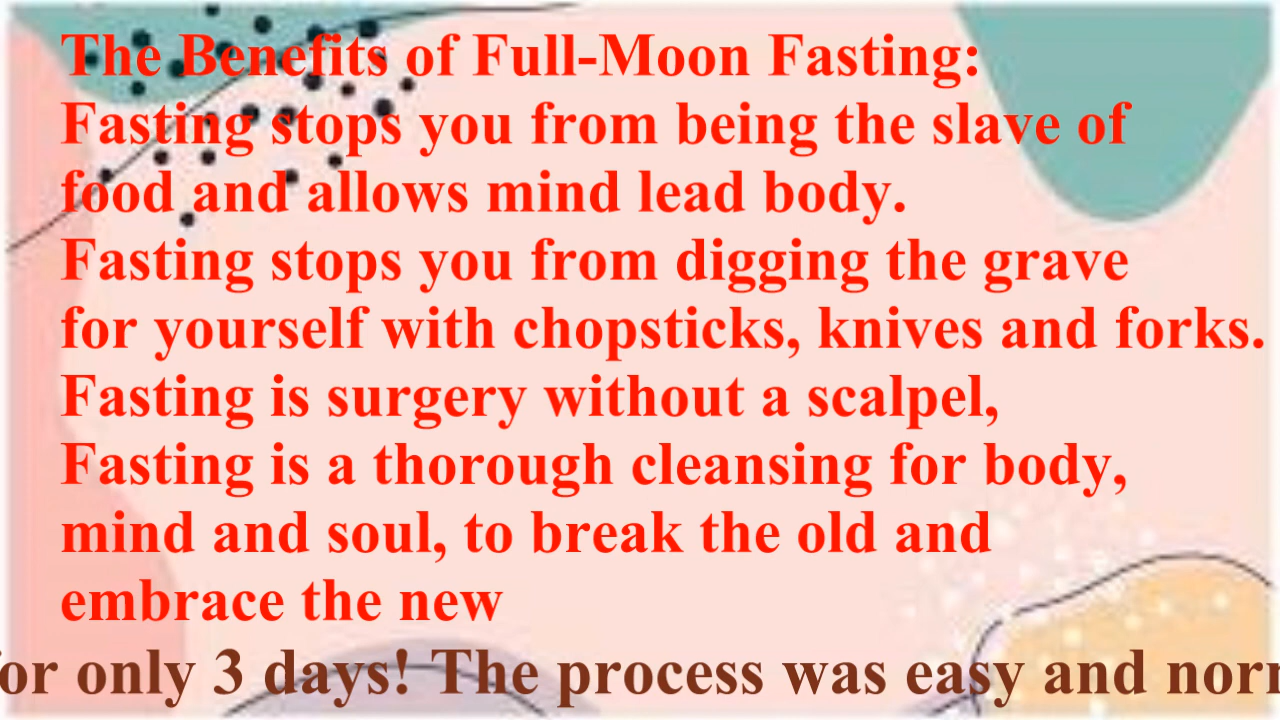 The Benefits of Full-Moon Fasting:
Fasting stops you from being the slave of
food and allows mind lead body.
Fasting stops you from digging the grave
for yourself with chopsticks, knives and forks.
Fasting is surgery without a scalpel,
Fasting is a thorough cleansing for body,
mind and soul, to break the old and
embrace the new
only 3 days! The process was easy and